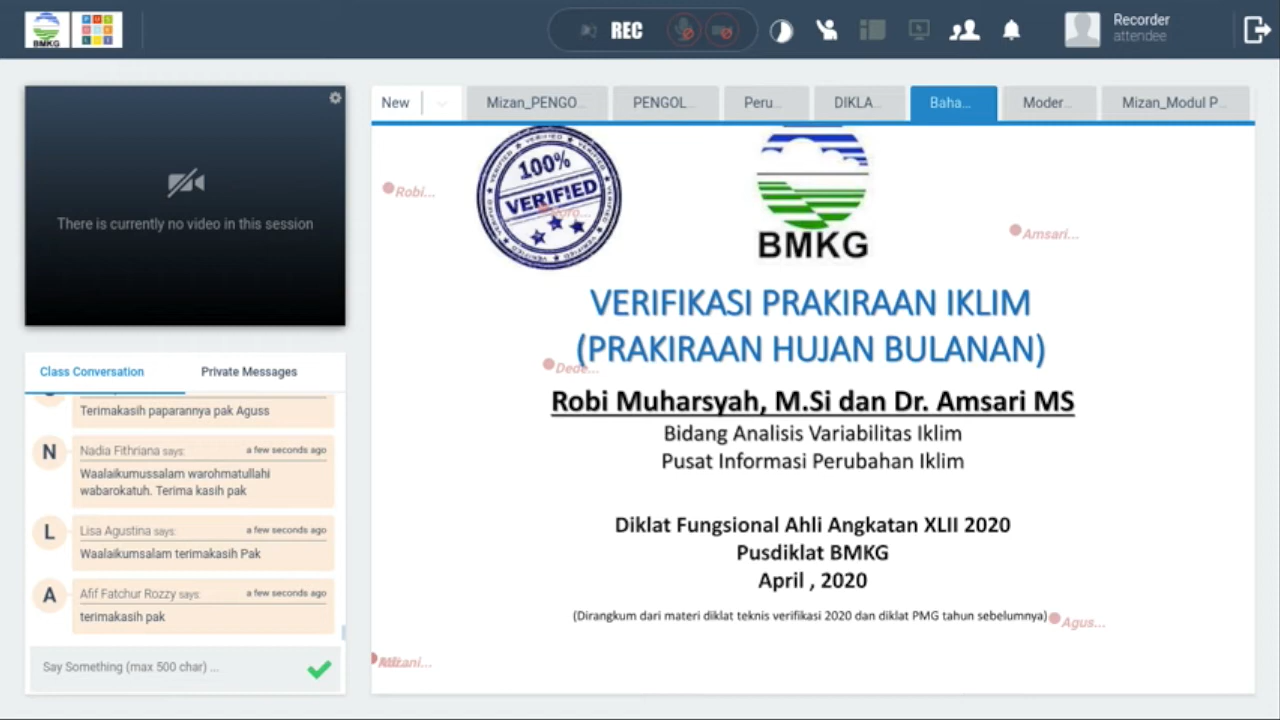 BMKG
REC
Recorder
attendee
There is currently no video in this session
New
Mizan_PENGO...
PENGOL...
Peru...
DIKLA...
Baha...
Moder...
Mizan_Modul P...
100%
VERIFIED
BMKG
Robi...
Amsari...
VERIFIKASI PRAKIRAAN IKLIM
(PRAKIRAAN HUJAN BULANAN)
Dede...
Robi Muharsyah, M.Si dan Dr. Amsari MS
Bidang Analisis Variabilitas Iklim
Pusat Informasi Perubahan Iklim
Diklat Fungsional Ahli Angkatan XLII 2020
Pusdiklat BMKG
April , 2020
(Dirangkum dari materi diklat teknis verifikasi 2020 dan diklat PMG tahun sebelumnya)
Agus...
Class Conversation
Private Messages
Terimakasih paparannya pak Aguss
N
Nadia Fithriana says:
a few seconds ago
Waalaikumussalam warohmatullahi
wabarokatuh. Terima kasih pak
L
Lisa Agustina says:
a few seconds ago
Waalaikumsalam terimakasih Pak
A
Afif Fatchur Rozzy says:
a few seconds ago
terimakasih pak
Say Something (max 500 char) ...